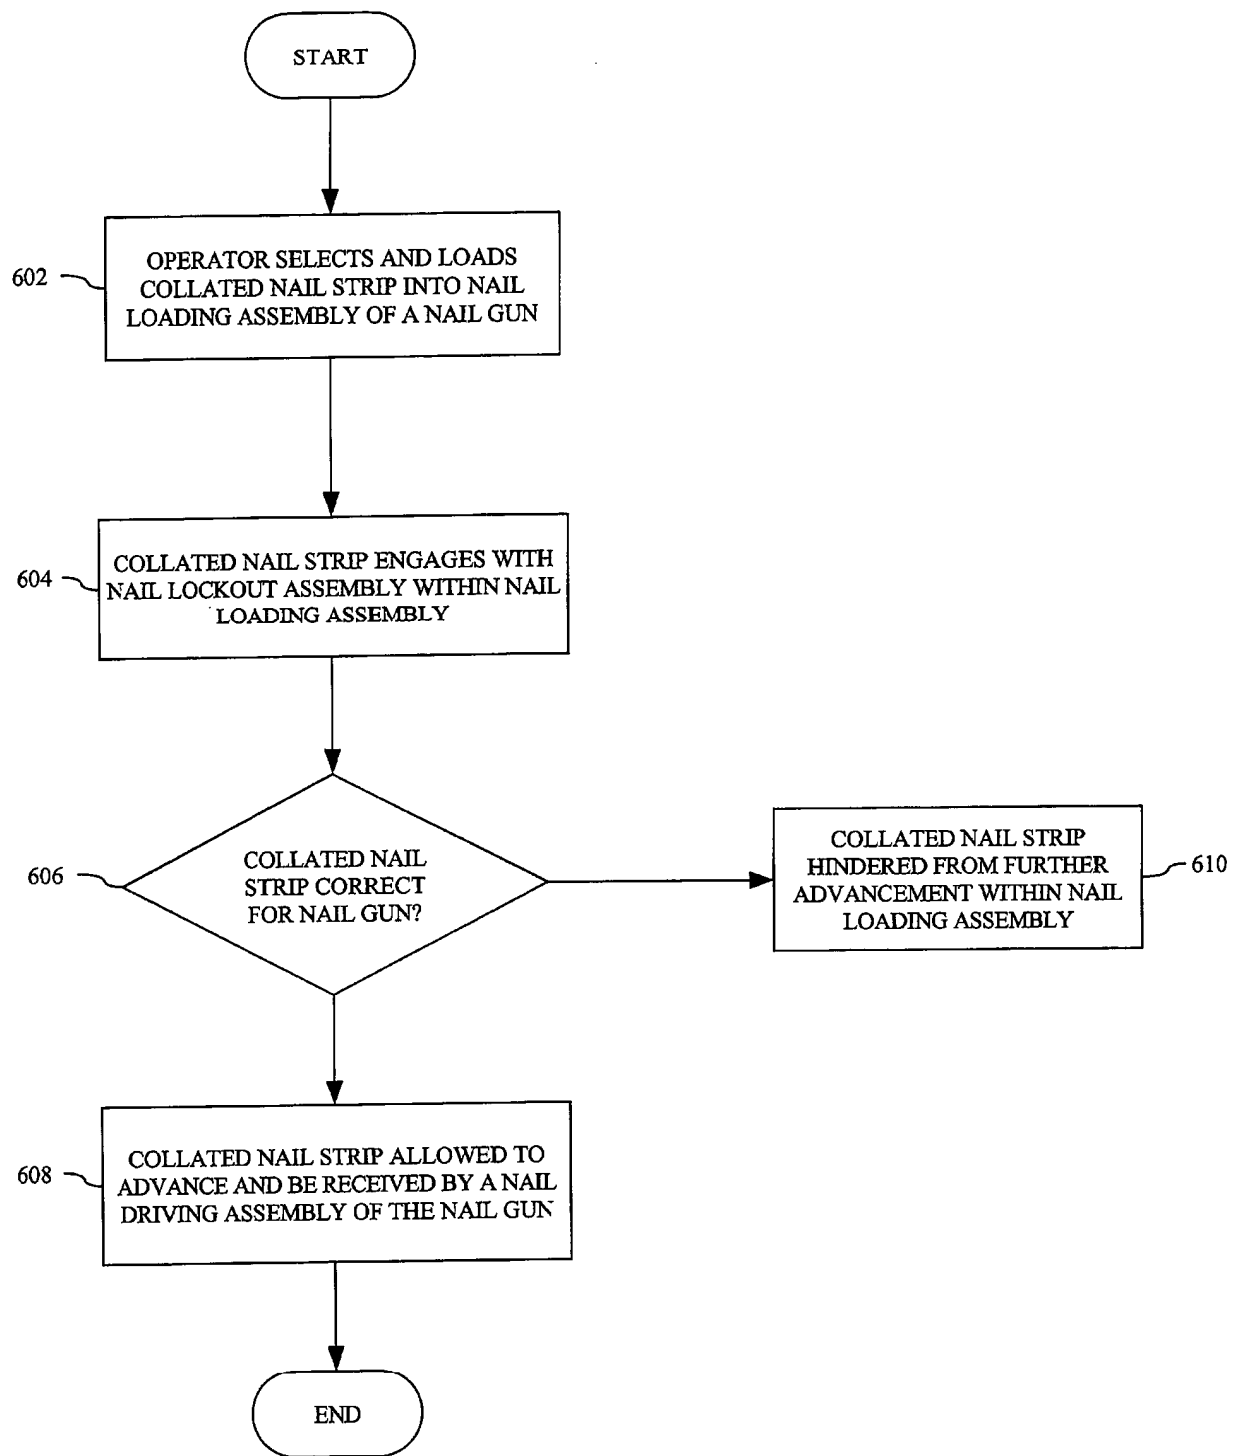 START
602
OPERATOR SELECTS AND LOADS
COLLATED NAIL STRIP INTO NAIL
LOADING ASSEMBLY OF A NAIL GUN
604
COLLATED NAIL STRIP ENGAGES WITH
NAIL LOCKOUT ASSEMBLY WITHIN NAIL
LOADING ASSEMBLY
606
COLLATED NAIL
STRIP CORRECT
FOR NAIL GUN?
COLLATED NAIL STRIP
HINDERED FROM FURTHER
ADVANCEMENT WITHIN NAIL
LOADING ASSEMBLY
610
608
COLLATED NAIL STRIP ALLOWED TO
ADVANCE AND BE RECEIVED BY A NAIL
DRIVING ASSEMBLY OF THE NAIL GUN
END